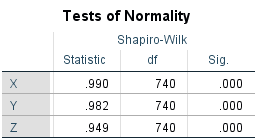 Tests of Normality
Shapiro-Wilk
Statistic df Sig.
X .990 740 .000
Y .982 740 .000
Z .949 740 .000